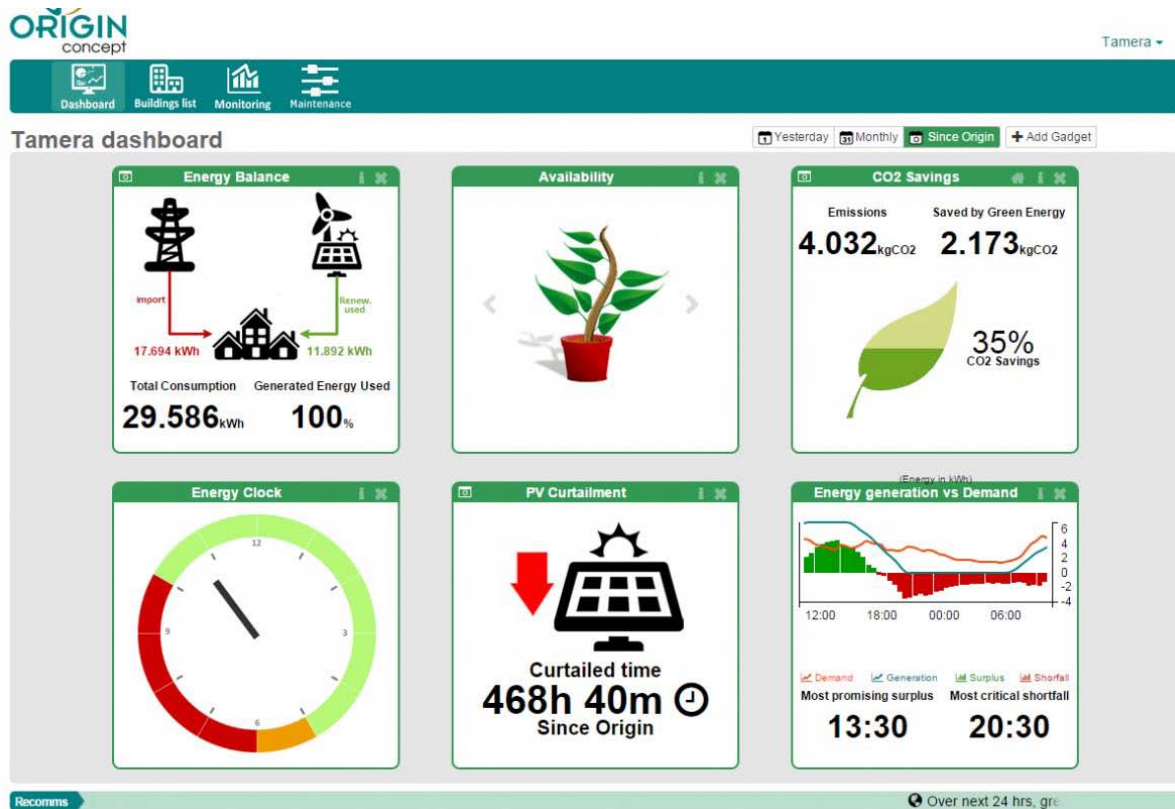 ORIGIN
concept
Tamera
Dashboard
Buildings list
Monitoring
Maintenance
Tamera dashboard
Yesterday
Monthly
Since Origin
Add Gadget
Energy Balance
import
Renew.
used
17.694 kWh
11.892 kWh
Total Consumption
Generated Energy Used
29.586kWh
100%
Availability
CO2 Savings
Emissions
Saved by Green Energy
4.032kgCO2
2.173kgCO2
35%
CO2 Savings
Energy Clock
12
3
6
9
PV Curtailment
Curtailed time
468h 40m
Since Origin
(Energy in kWh)
Energy generation vs Demand
6
4
2
0
-2
-4
12:00 18:00 00:00 06:00
Demand Generation Surplus Shorfall
Most promising surplus
Most critical shortfall
13:30
20:30
Recomms
Over next 24 hrs, gre